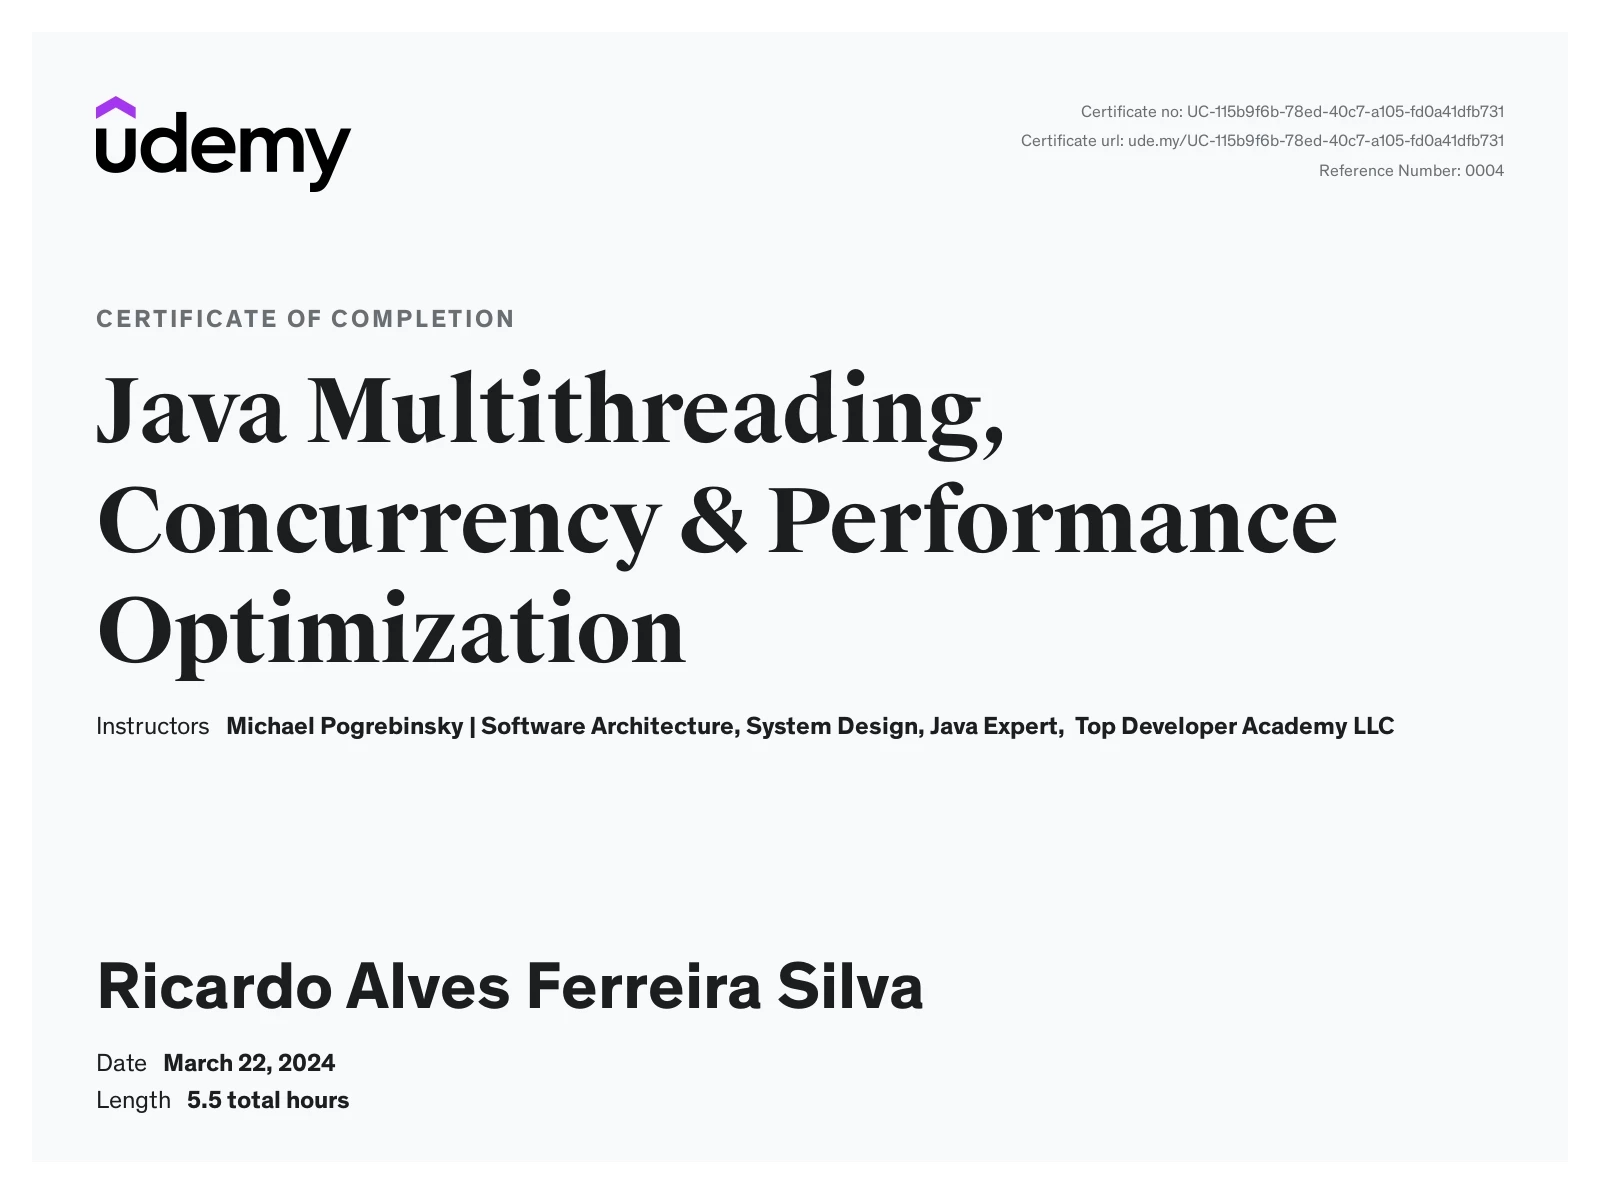 udemy
Certificate no: UC-115b9f6b-78ed-40c7-a105-fd0a41dfb731
Certificate url: ude.my/UC-115b9f6b-78ed-40c7-a105-fd0a41dfb731
Reference Number: 0004
CERTIFICATE OF COMPLETION
Java Multithreading,
Concurrency & Performance
Optimization
Instructors Michael Pogrebinsky | Software Architecture, System Design, Java Expert, Top Developer Academy LLC
Ricardo Alves Ferreira Silva
Date March 22, 2024
Length 5.5 total hours